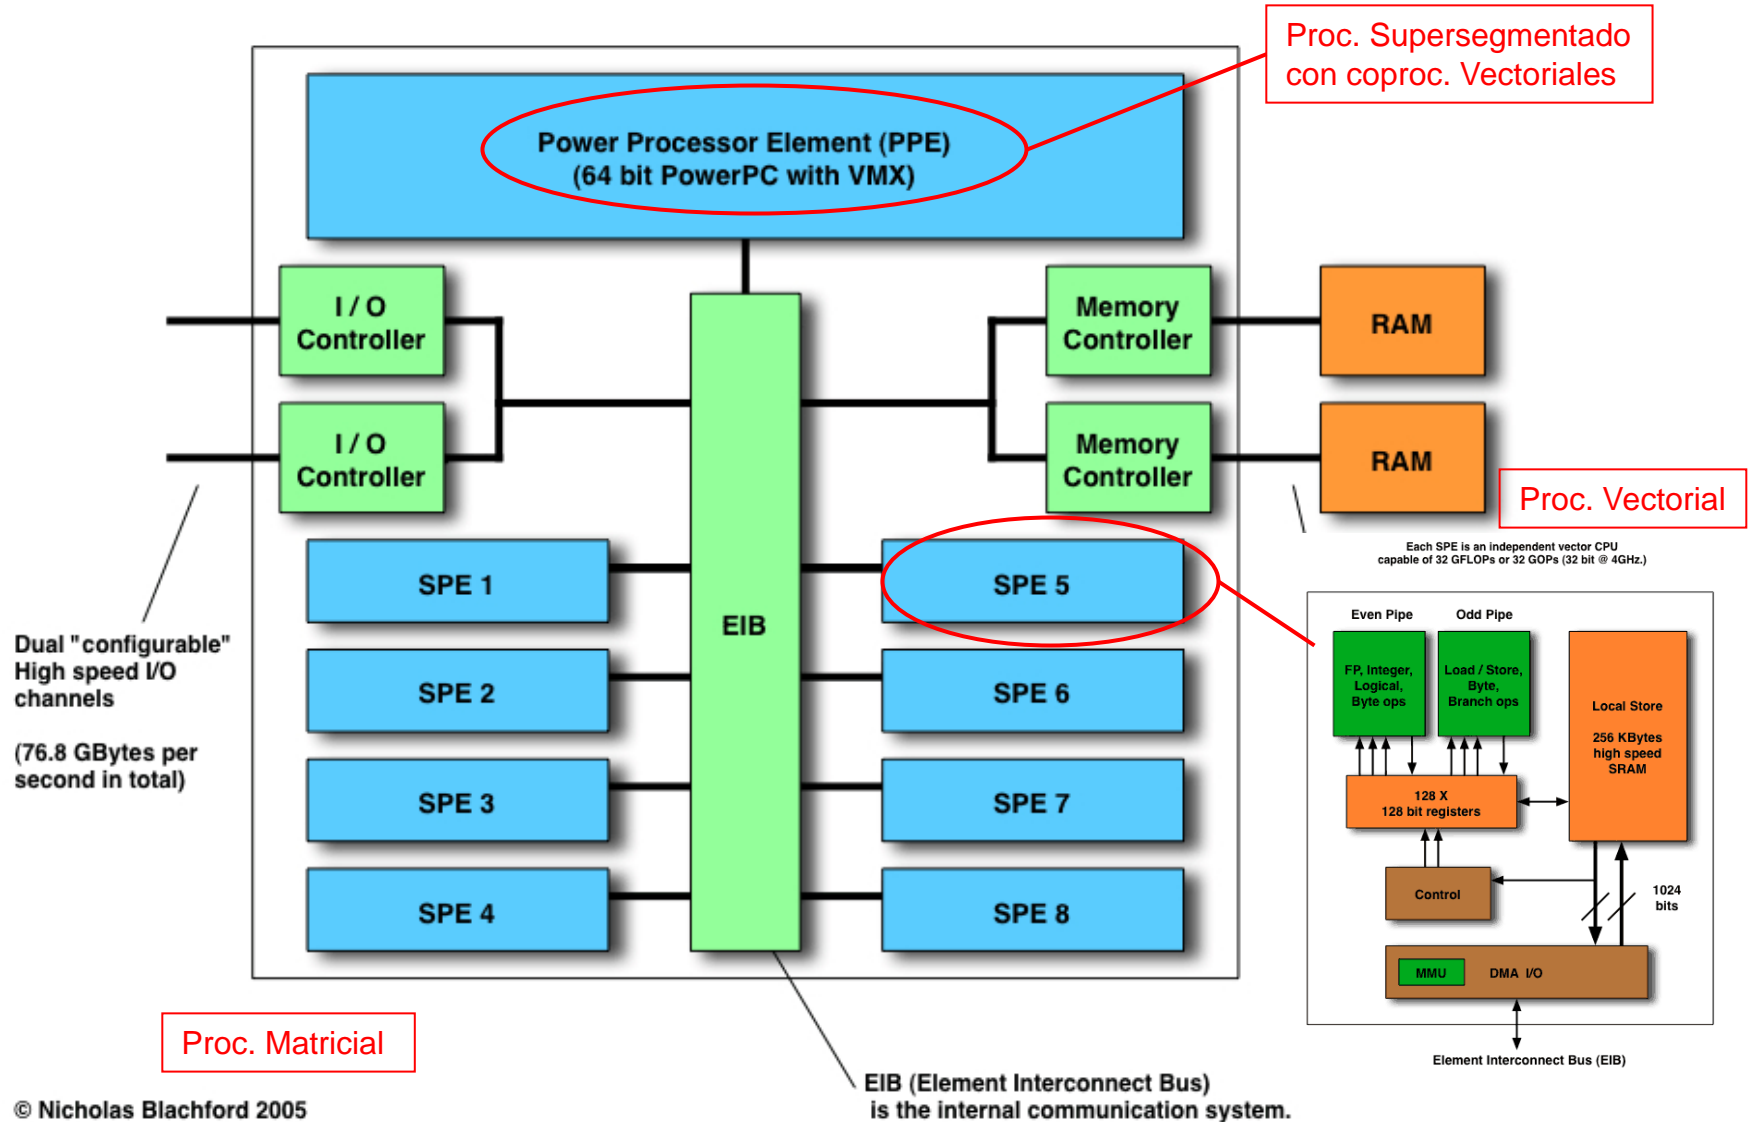 Proc. Supersegmentado
con coproc. Vectoriales
Power Processor Element (PPE)
(64 bit PowerPC with VMX)
I / O
Controller
I / O
Controller
Memory
Controller
Memory
Controller
RAM
RAM
Proc. Vectorial
Each SPE is an independent vector CPU
capable of 32 GFLOPs or 32 GOPs (32 bit @ 4GHz.)
EIB
SPE 1
SPE 2
SPE 3
SPE 4
SPE 5
SPE 6
SPE 7
SPE 8
Dual "configurable"
High speed I/O
channels
(76.8 GBytes per
second in total)
Even Pipe
Odd Pipe
FP, Integer,
Logical,
Byte ops
Load / Store,
Byte,
Branch ops
Local Store
256 KBytes
high speed
SRAM
128 X
128 bit registers
Control
1024
bits
MMU
DMA I/O
Element Interconnect Bus (EIB)
Proc. Matricial
EIB (Element Interconnect Bus)
is the internal communication system.
© Nicholas Blachford 2005